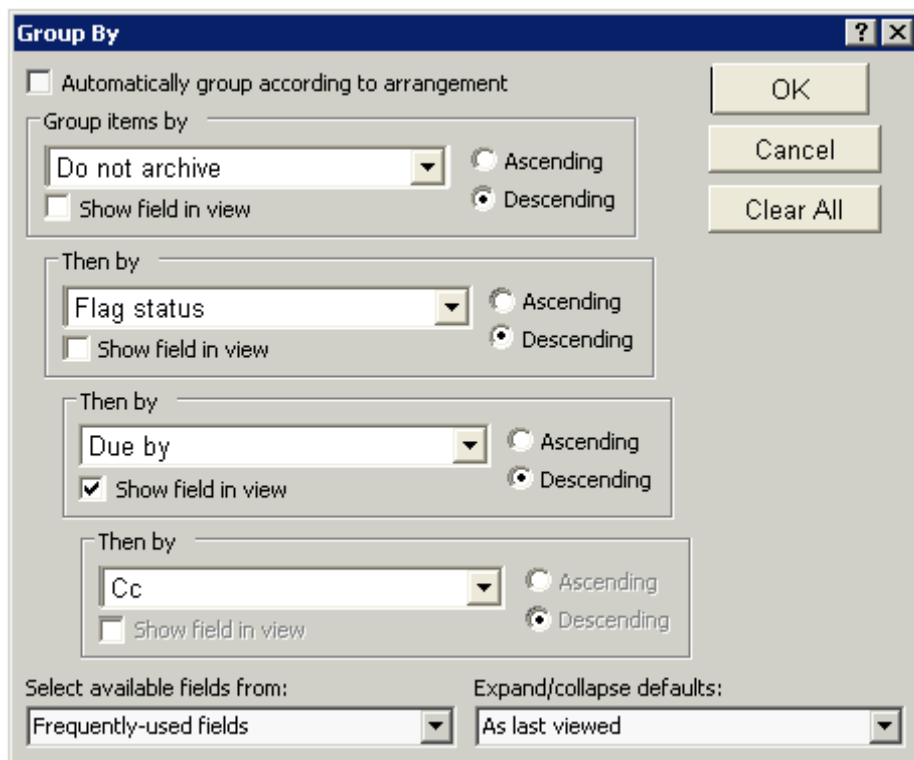 Group By
Automatically group according to arrangement
OK
Group items by
Do not archive
Ascending
Cancel
Show field in view
Descending
Clear All
Then by
Flag status
Ascending
Show field in view
Descending
Then by
Due by
Ascending
Show field in view
Descending
Then by
Cc
Ascending
Show field in view
Descending
Select available fields from:
Expand/collapse defaults:
Frequently-used fields
As last viewed